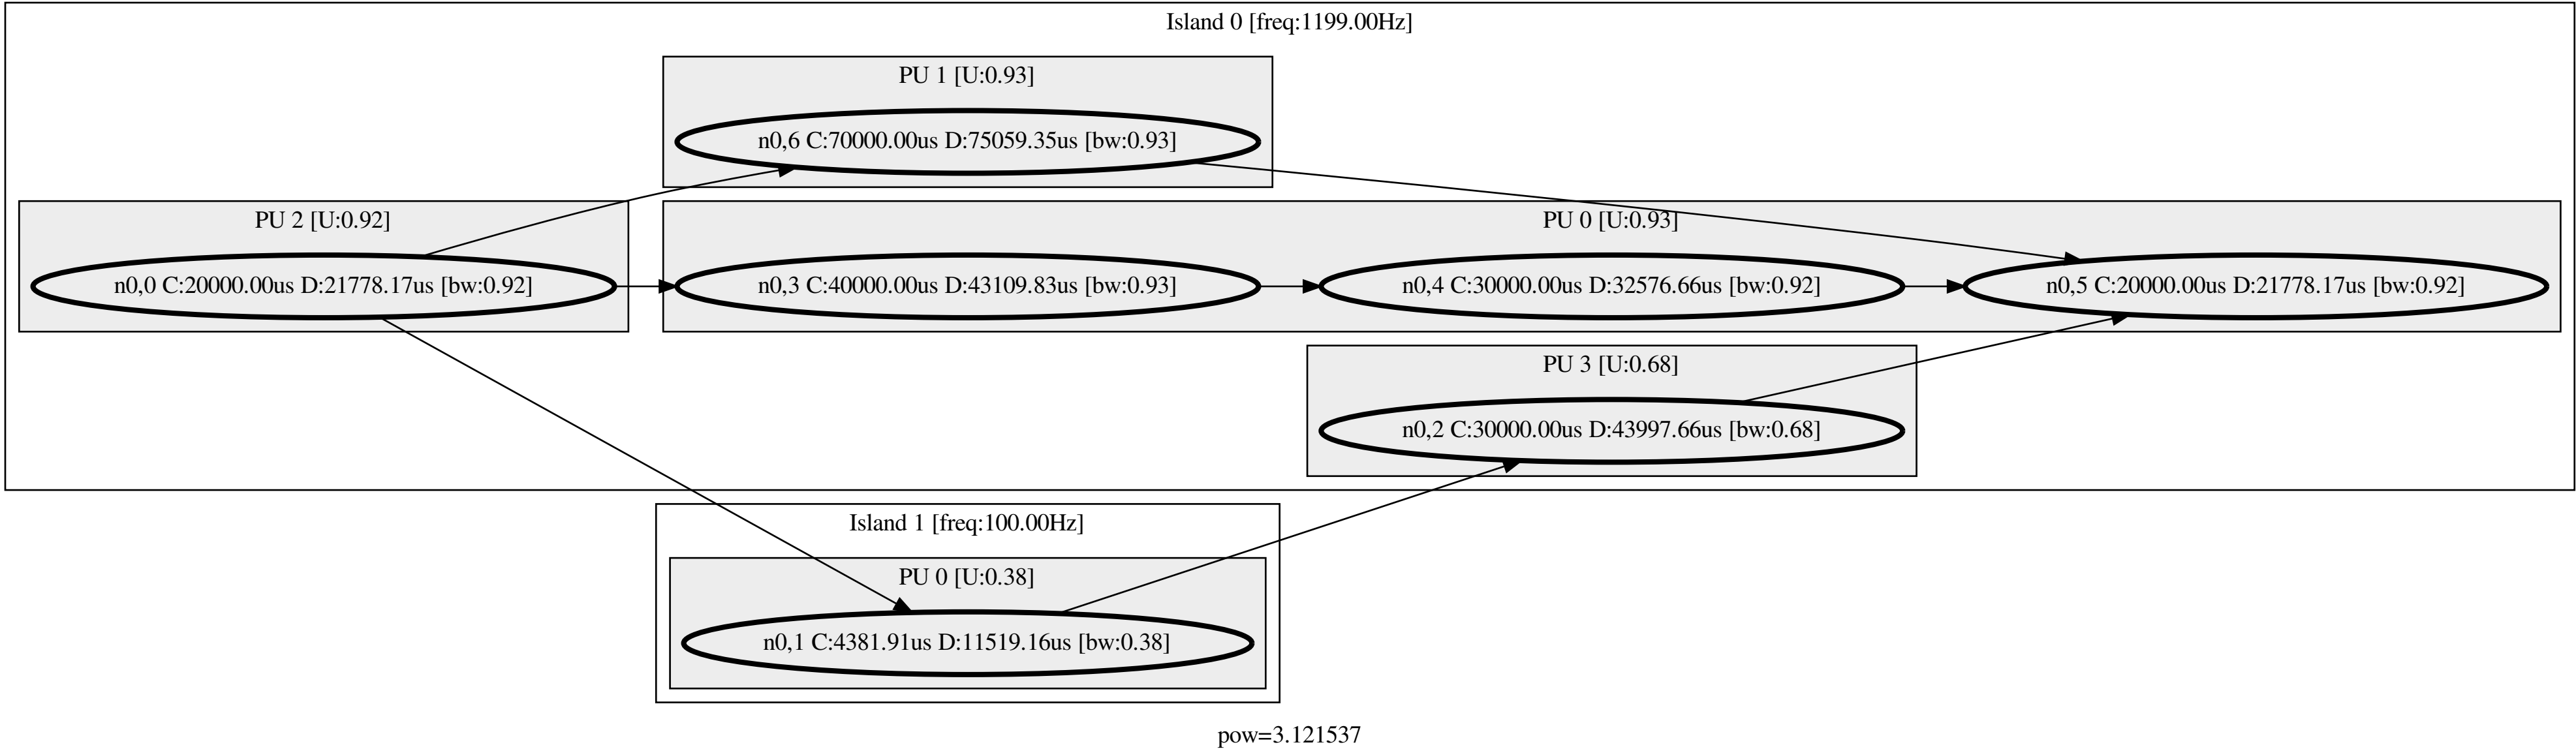 Island 0 [freq:1199.00Hz]
PU 1 [U:0.93]
n0,6 C:70000.00us D:75059.35us [bw:0.93]
PU 2 [U:0.92]
n0,0 C:20000.00us D:21778.17us [bw:0.92]
PU 0 [U:0.93]
n0,3 C:40000.00us D:43109.83us [bw:0.93]
n0,4 C:30000.00us D:32576.66us [bw:0.92]
n0,5 C:20000.00us D:21778.17us [bw:0.92]
PU 3 [U:0.68]
n0,2 C:30000.00us D:43997.66us [bw:0.68]
Island 1 [freq:100.00Hz]
PU 0 [U:0.38]
n0,1 C:4381.91us D:11519.16us [bw:0.38]
pow=3.121537